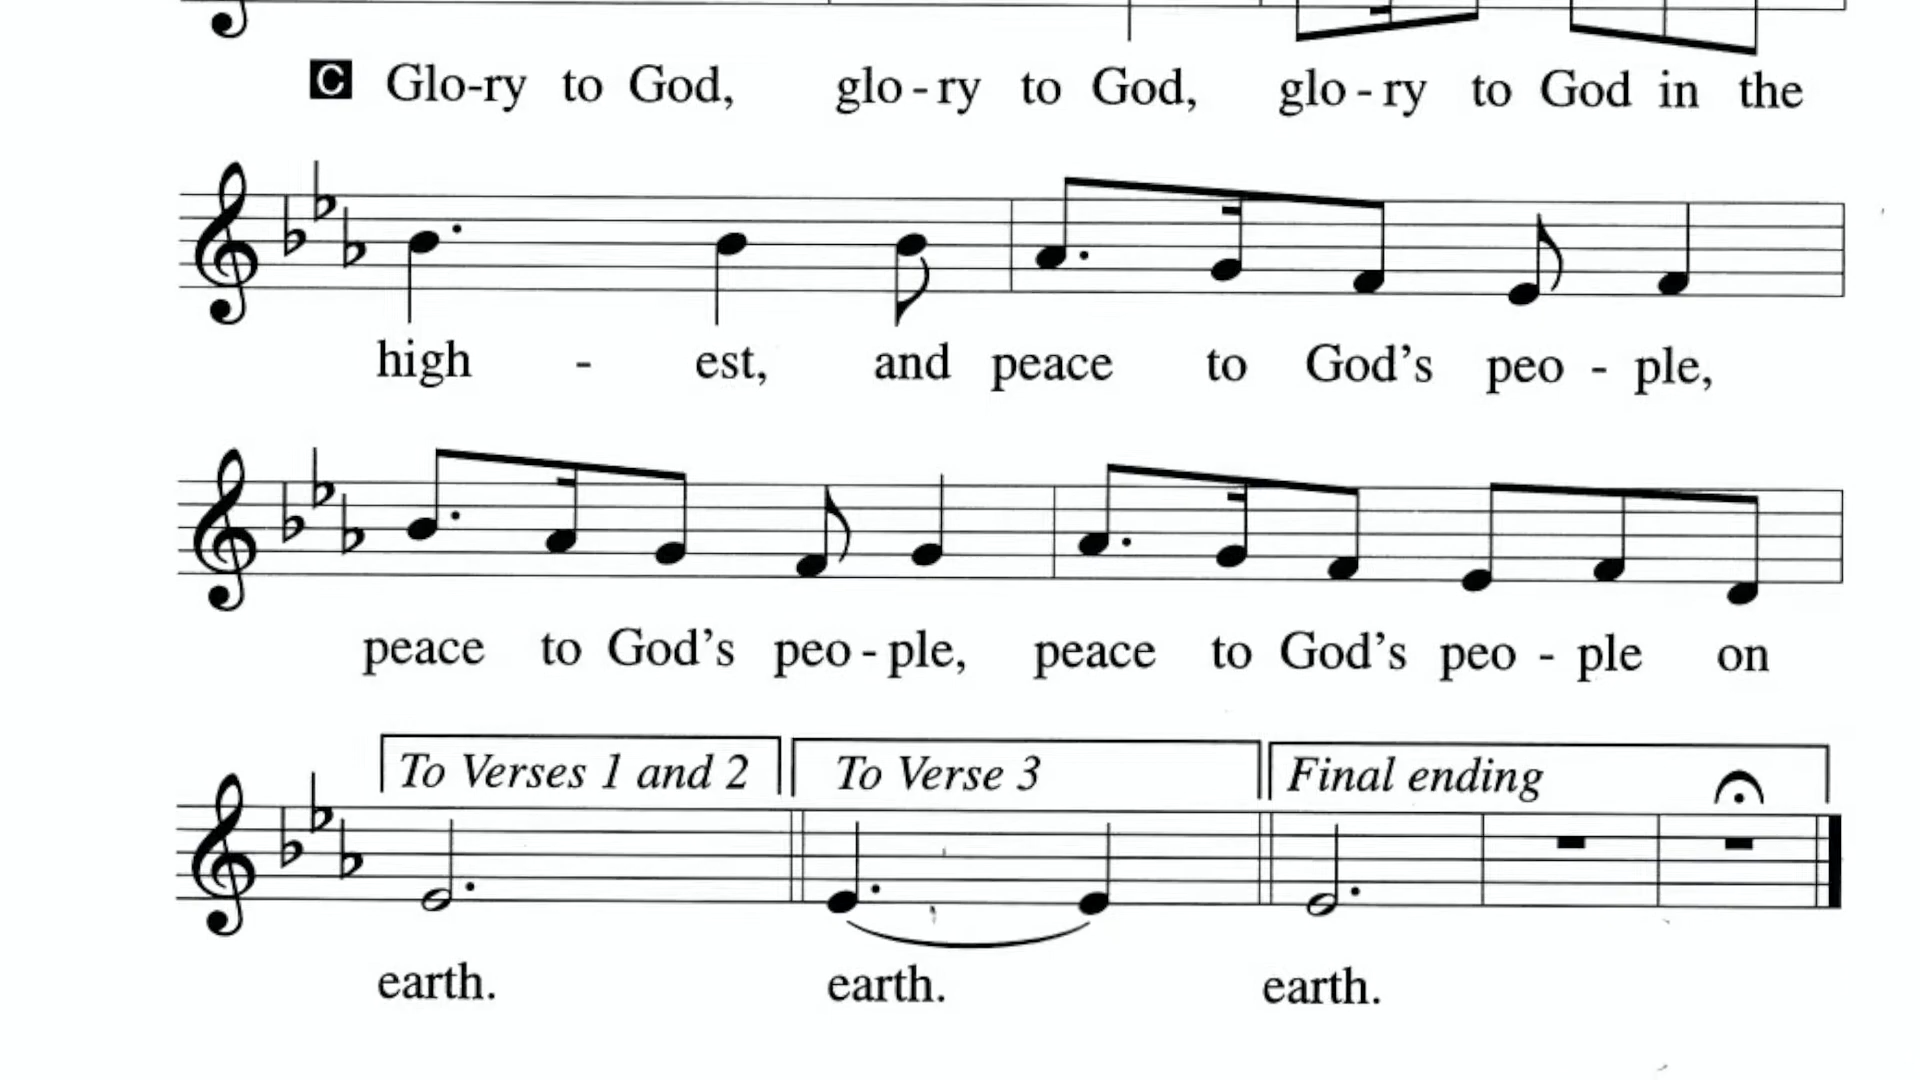 C Glo-ry to God, glo-ry to God, glo-ry to God in the
high - est, and peace to God's peo - ple,
peace to God's peo-ple, peace to God's peo - ple on
To Verses 1 and 2 To Verse 3 Final ending
earth. earth. earth.